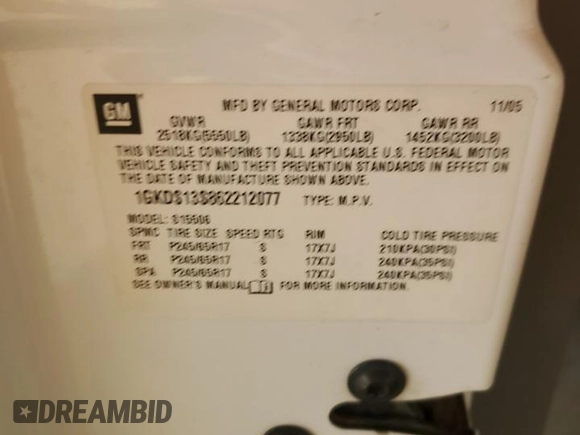 GM
MFD BY GENERAL MOTORS CORP. 11/05
GVWR GAWR FRT GAWR RR
2518KG(5550LB) 1338KG(2950LB) 1452KG(3200LB)
THIS VEHICLE CONFORMS TO ALL APPLICABLE U.S. FEDERAL MOTOR
VEHICLE SAFETY AND THEFT PREVENTION STANDARDS IN EFFECT ON
THE DATE OF MANUFACTURE SHOWN ABOVE.
1GKDS13S862212077 TYPE: M.P.V.
MODEL: S15506
SPMC TIRE SIZE SPEED RTG RIM COLD TIRE PRESSURE
FRT P245/65R17 S 17X7J 210KPA(30PSI)
RR P245/65R17 S 17X7J 240KPA(35PSI)
SPA P245/65R17 S 17X7J 240KPA(35PSI)
SEE OWNER'S MANUAL FOR MORE INFORMATION.
DREAMBID